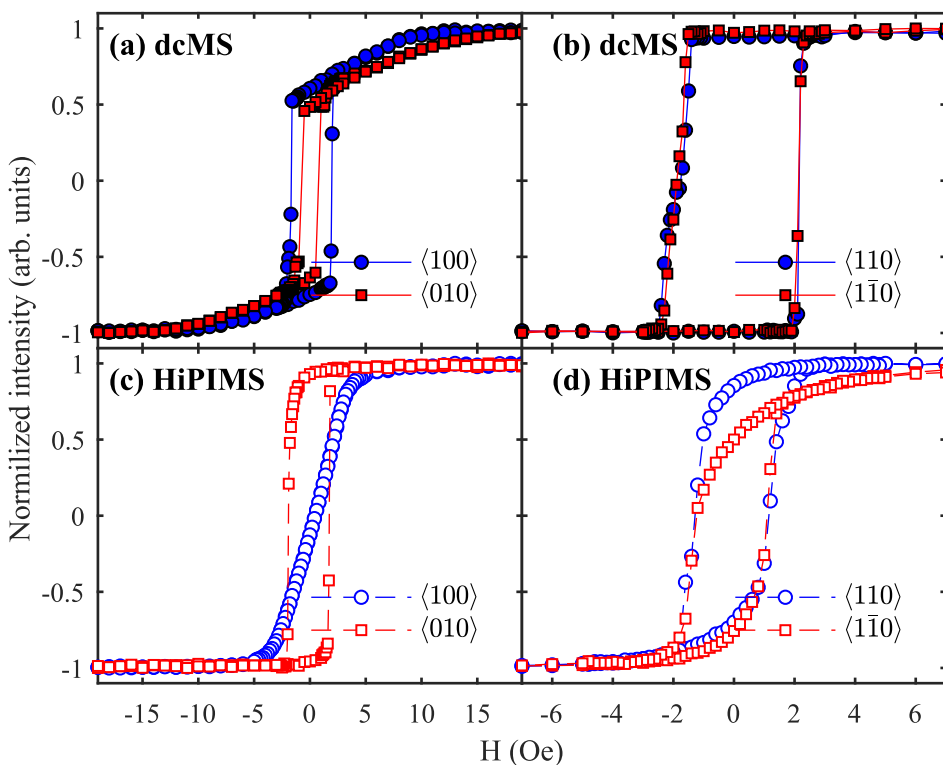 Normilized intensity (arb. units)
(a) dcMS
1
0.5
0
-0.5
-1
⟨100⟩
⟨010⟩
(b) dcMS
⟨110⟩
⟨11̄0⟩
(c) HiPIMS
1
0.5
0
-0.5
-1
⟨100⟩
⟨010⟩
-15 -10 -5 0 5 10 15
(d) HiPIMS
⟨110⟩
⟨11̄0⟩
-6 -4 -2 0 2 4 6
H (Oe)